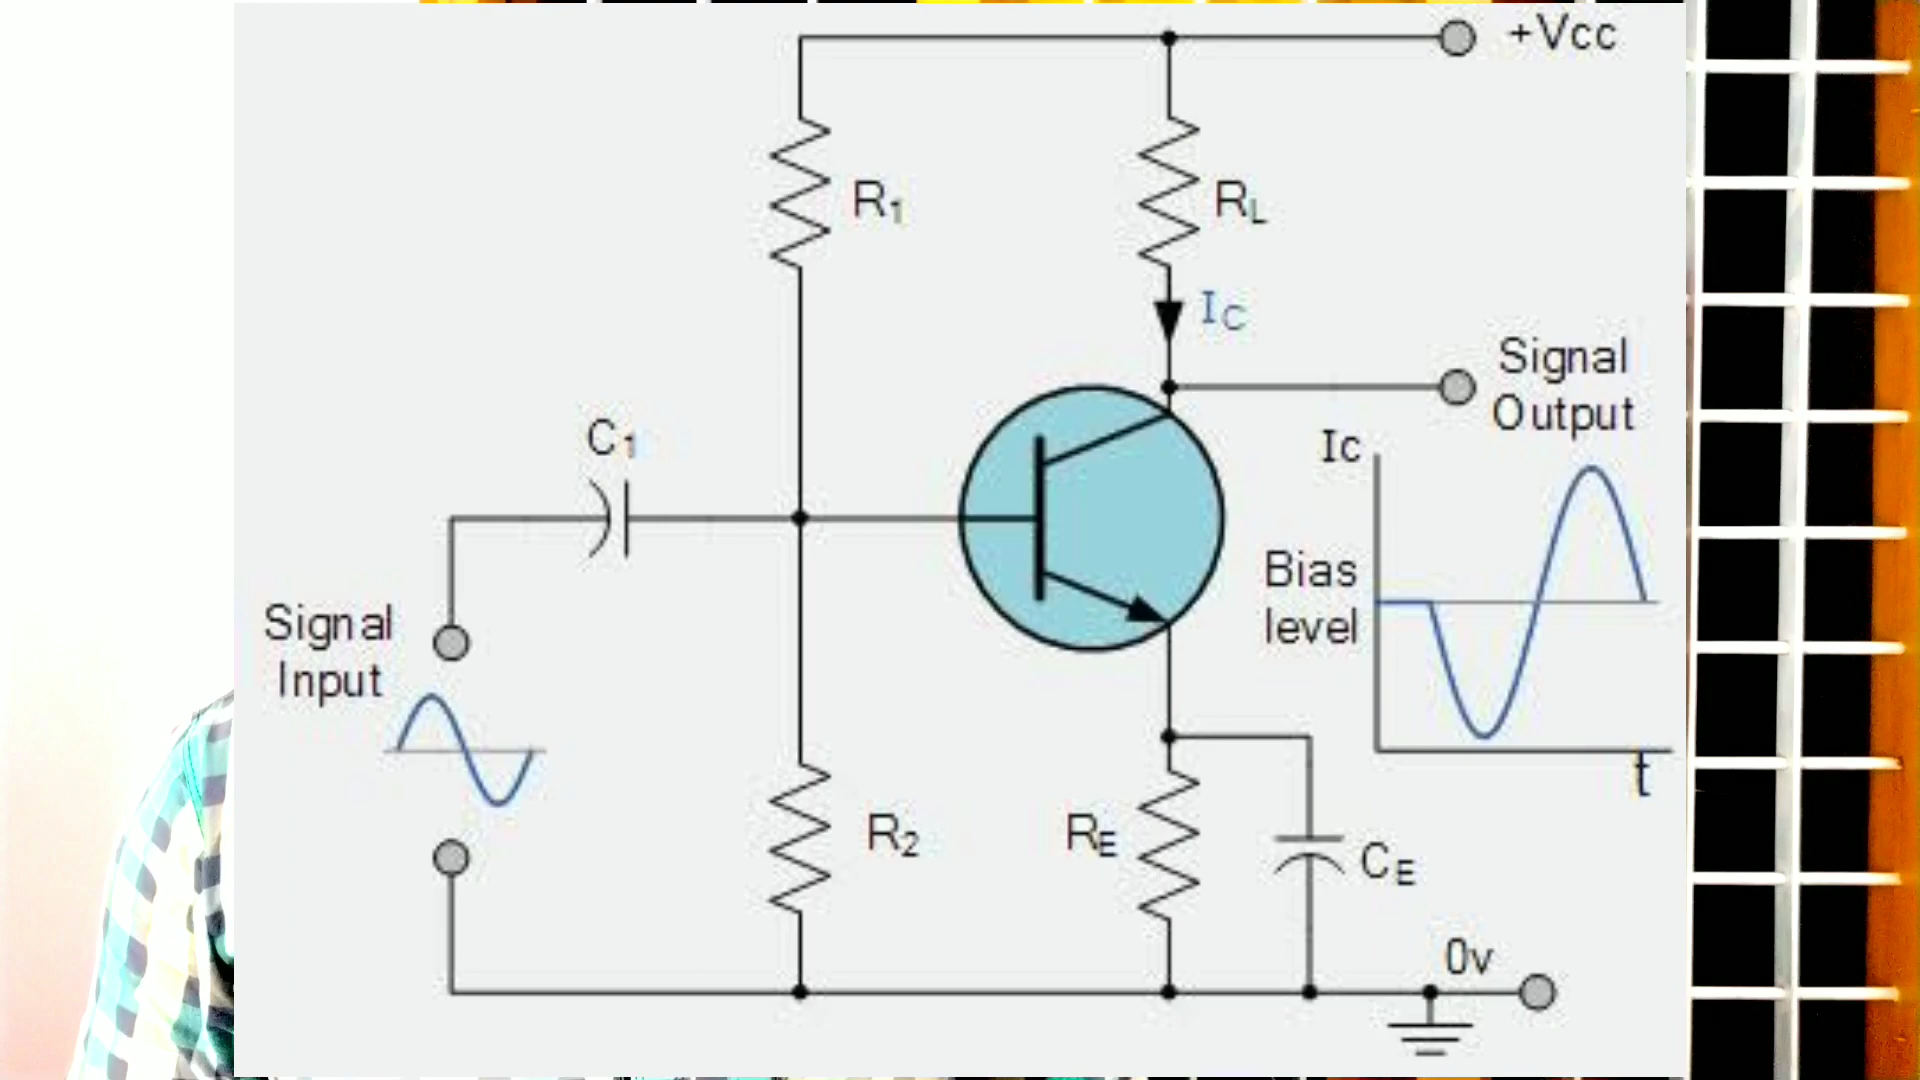 +Vcc
R1
RL
IC
Signal
Output
C1
Ic
Bias
level
Signal
Input
R2
RE
CE
t
0v